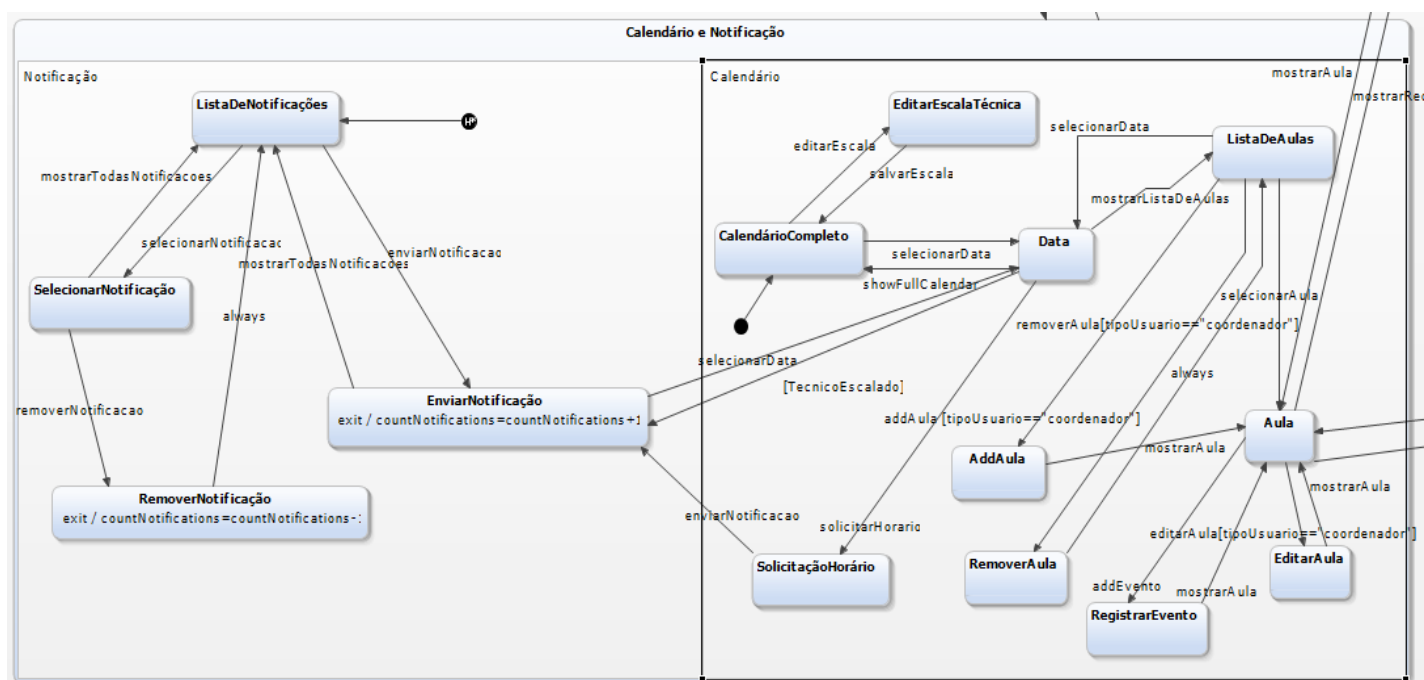 Calendário e Notificação
Notificação
ListaDeNotificações
H*
mostrarTodasNotificacoes
selecionarNotificacac
mostrarTodasNotificacoes
enviarNotificacao
SelecionarNotificação
always
removerNotificacao
EnviarNotificação
exit / countNotifications=countNotifications+1
RemoverNotificação
exit / countNotifications=countNotifications-
Calendário
EditarEscalaTécnica
mostrarAula
mostrarRec
selecionarData
ListaDeAulas
editarEscala
salvarEscala
mostrarListaDeAulas
CalendárioCompleto
Data
selecionarData
showFullCalendar
selecionarAula
removerAula[tipoUsuario=="coordenador"]
selecionarData
[TecnicoEscalado]
always
addAula[tipoUsuario=="coordenador"]
Aula
AddAula
mostrarAula
mostrarAula
enviarNotificacao
solicitarHorario
editarAula[tipoUsuario=="coordenador"]
SolicitaçãoHorário
RemoverAula
EditarAula
addEvento
mostrarAula
RegistrarEvento